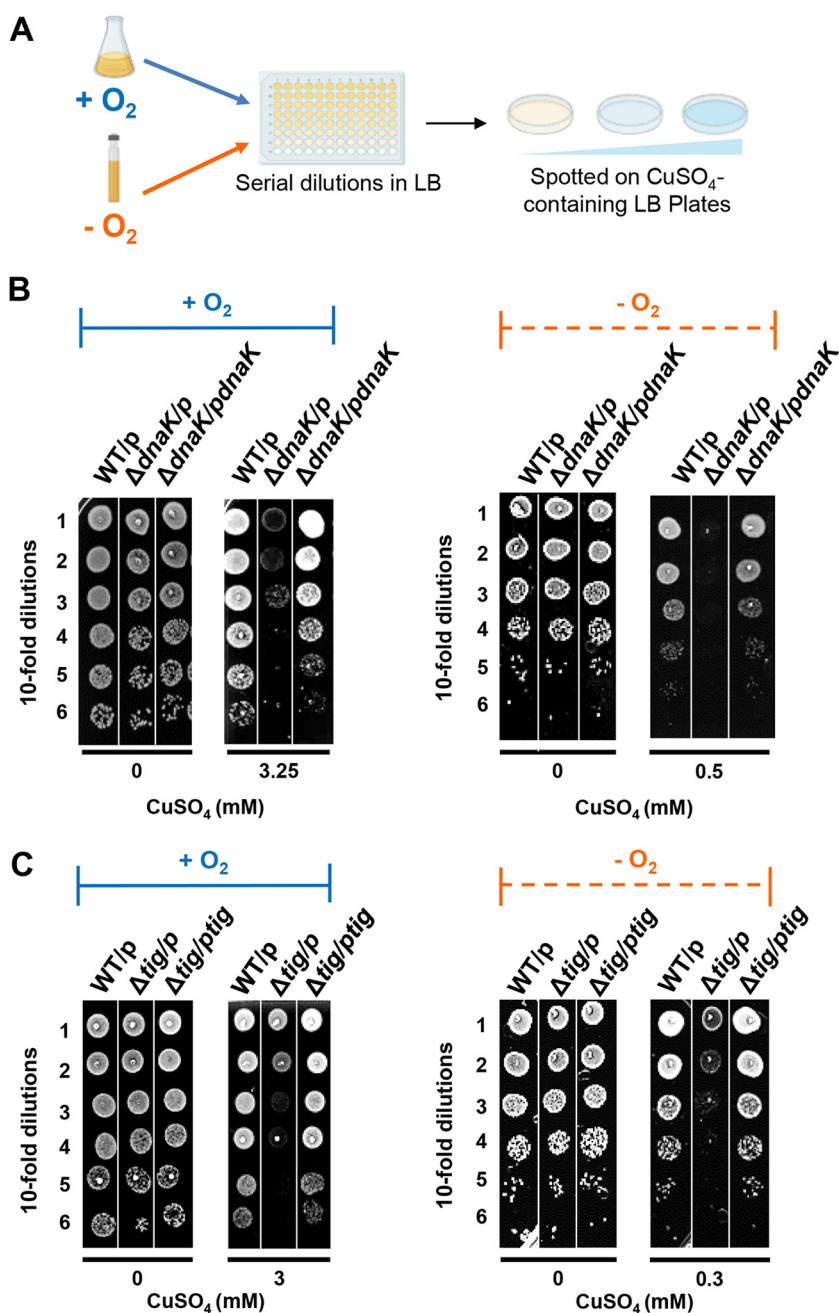 A
+ O2
- O2
Serial dilutions in LB
Spotted on CuSO4-
containing LB Plates
B
+ O2
WT/p
ΔdnaK/p
ΔdnaK/pdnaK
WT/p
ΔdnaK/p
ΔdnaK/pdnaK
10-fold dilutions
1
2
3
4
5
6
0
3.25
CuSO4 (mM)
- O2
WT/p
ΔdnaK/p
ΔdnaK/pdnaK
WT/p
ΔdnaK/p
ΔdnaK/pdnaK
10-fold dilutions
1
2
3
4
5
6
0
0.5
CuSO4 (mM)
C
+ O2
WT/p
Δtig/p
Δtig/ptig
WT/p
Δtig/p
Δtig/ptig
10-fold dilutions
1
2
3
4
5
6
0
3
CuSO4 (mM)
- O2
WT/p
Δtig/p
Δtig/ptig
WT/p
Δtig/p
Δtig/ptig
10-fold dilutions
1
2
3
4
5
6
0
0.3
CuSO4 (mM)